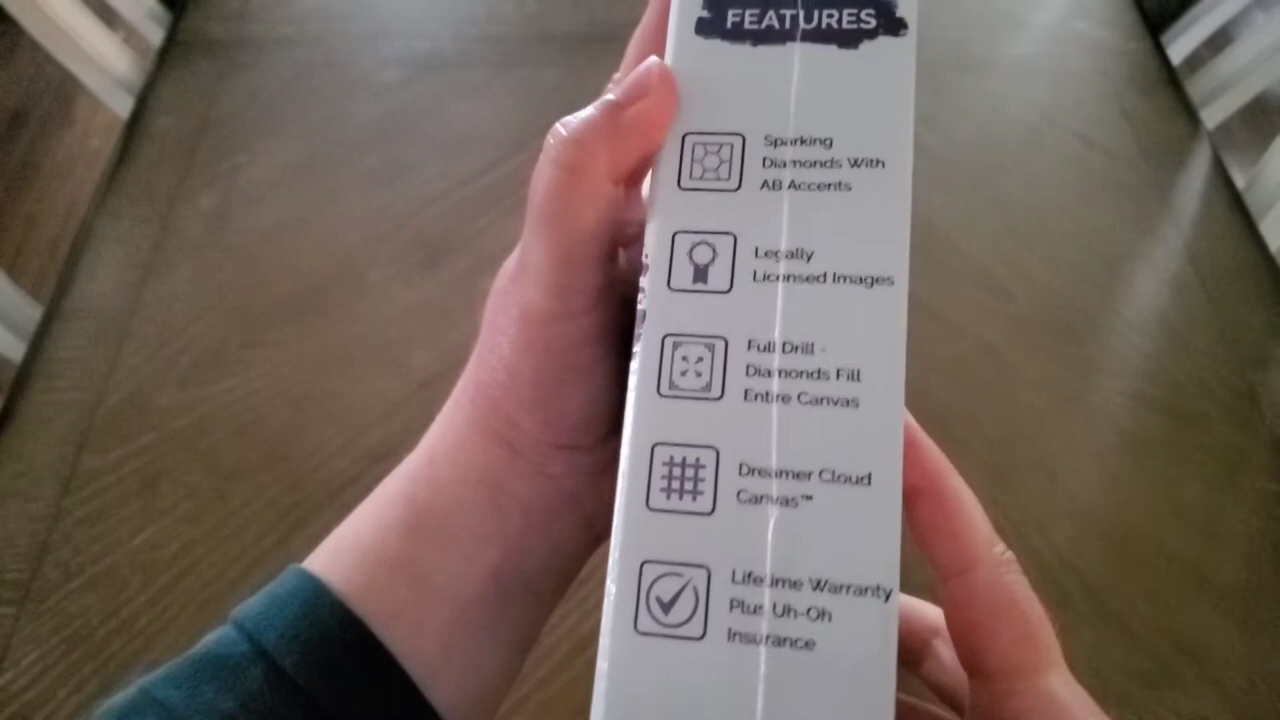 FEATURES
Sparking
Diamonds With
AB Accents
Legally
Licensed Images
Full Drill -
Diamonds Fill
Entire Canvas
Dreamer Cloud
Canvas™
Lifetime Warranty
Plus Uh-Oh
Insurance